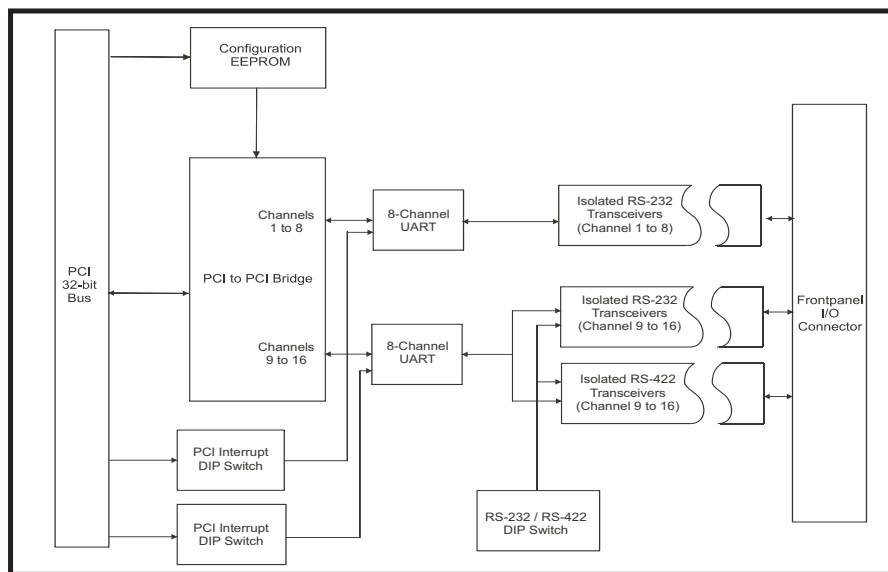 Configuration
EEPROM
PCI
32-bit
Bus
Channels
1 to 8
PCI to PCI Bridge
Channels
9 to 16
8-Channel
UART
8-Channel
UART
Isolated RS-232
Transceivers
(Channel 1 to 8)
Isolated RS-232
Transceivers
(Channel 9 to 16)
Isolated RS-422
Transceivers
(Channel 9 to 16)
Frontpanel
I/O
Connector
PCI Interrupt
DIP Switch
PCI Interrupt
DIP Switch
RS-232 / RS-422
DIP Switch